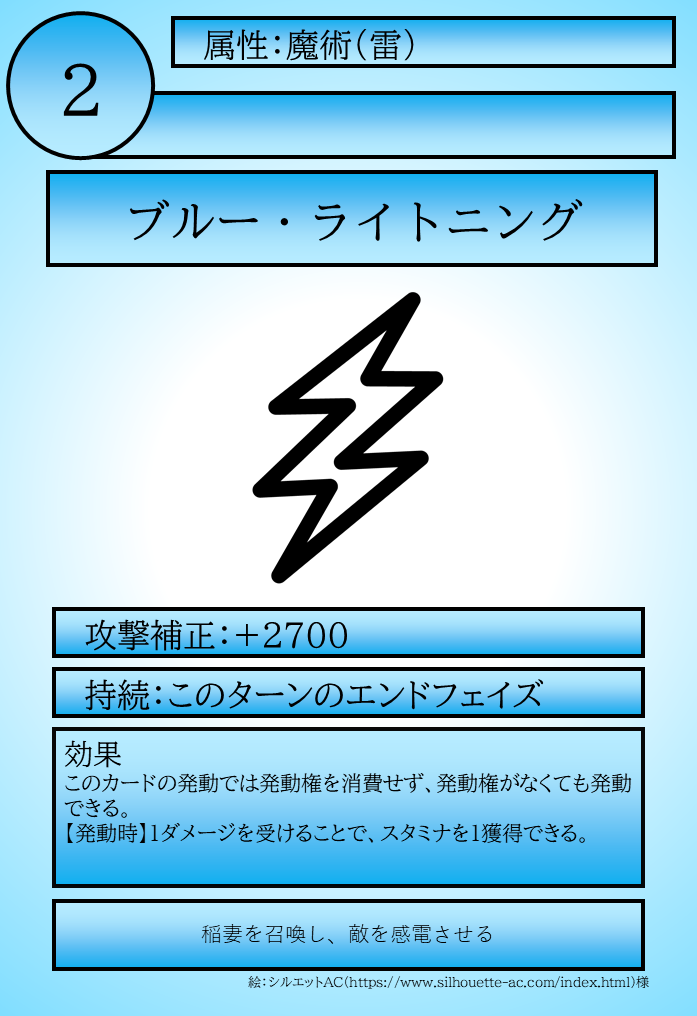 属性：魔術（雷）
2
ブルー・ライトニング
攻撃補正：＋2700
持続：このターンのエンドフェイズ
効果
このカードの発動では発動権を消費せず、発動権がなくても発動
できる。
【発動時】1ダメージを受けることで、スタミナを1獲得できる。
稲妻を召喚し、敵を感電させる
絵：シルエットAC（https://www.silhouette-ac.com/index.html）様